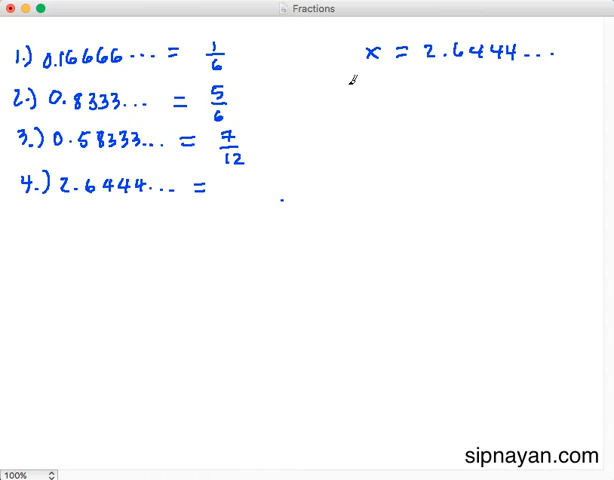 Fractions
1.) 0.16666... = 1/6
2.) 0.8333... = 5/6
3.) 0.58333... = 7/12
4.) 2.6444... =
x = 2.6444...
sipnayan.com
100%